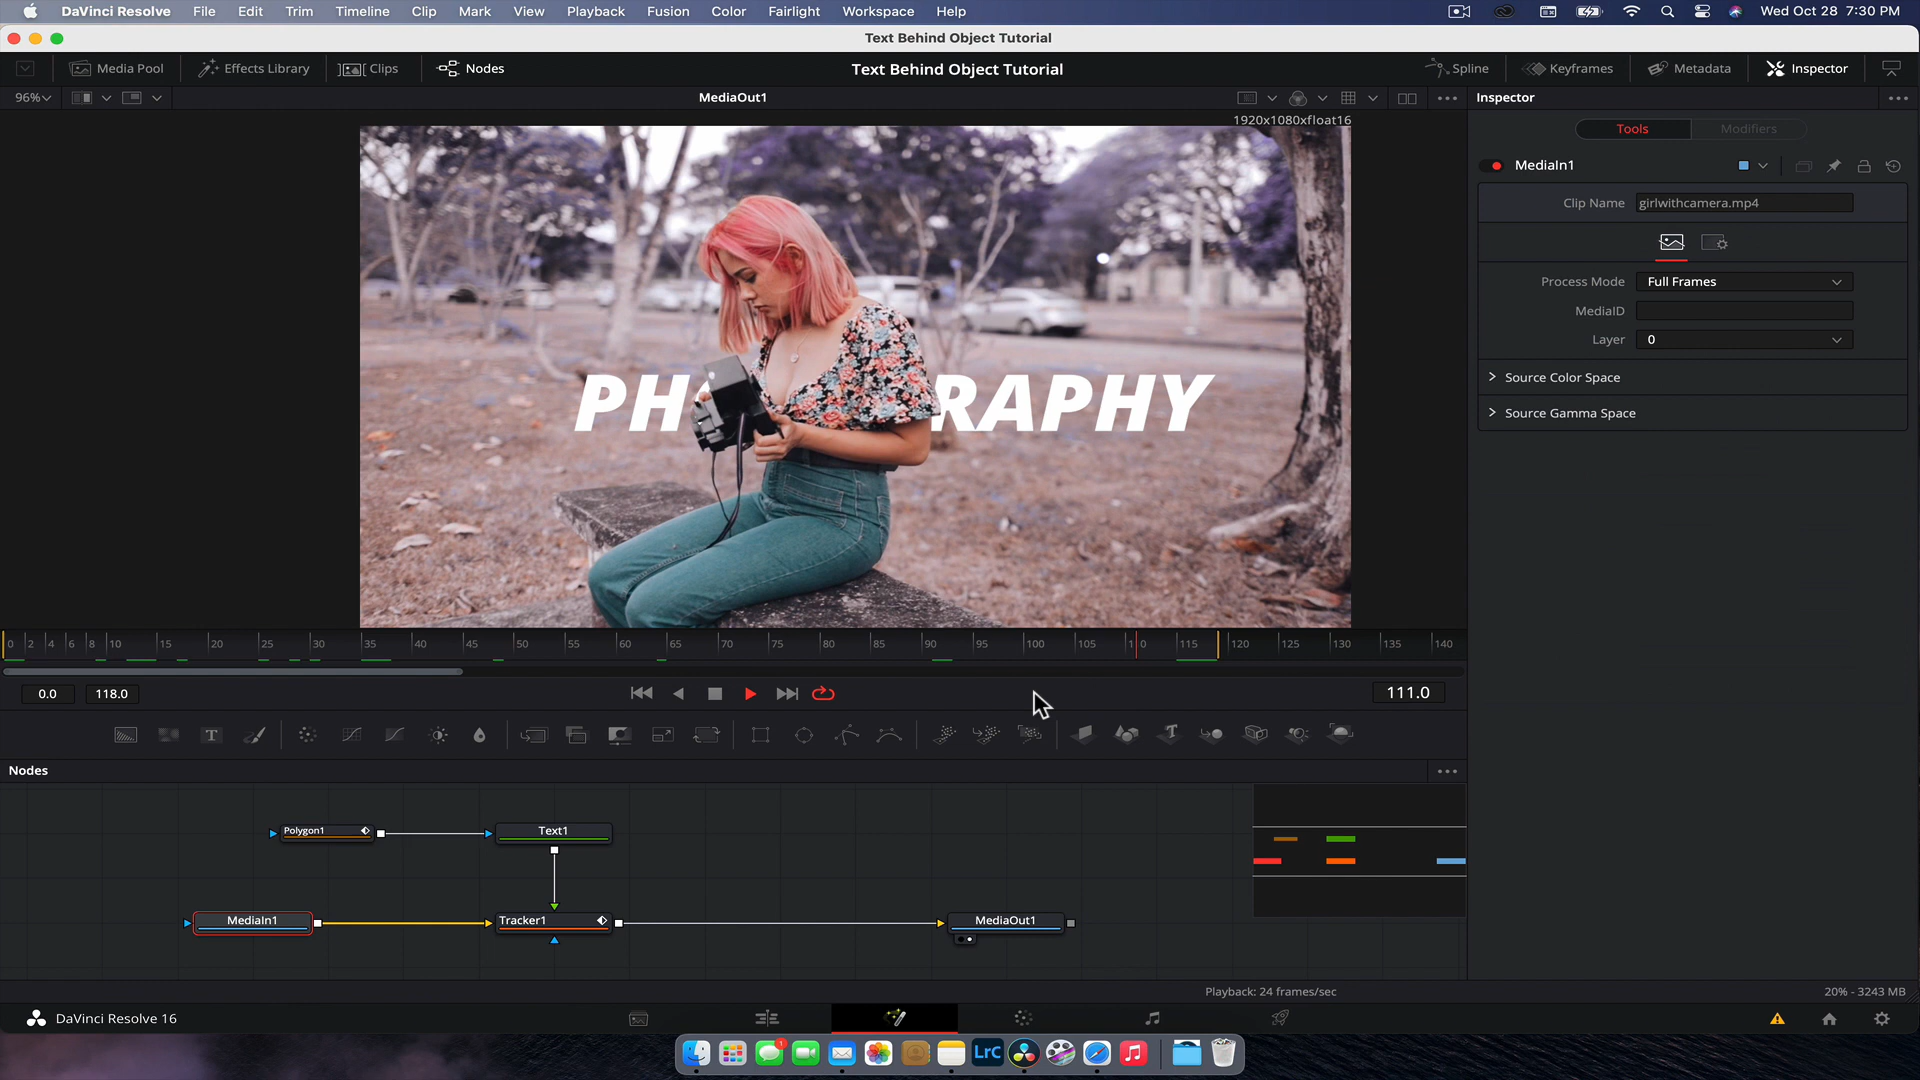 DaVinci Resolve File Edit Trim Timeline Clip Mark View Playback Fusion Color Fairlight Workspace Help Wed Oct 28 7:30 PM
Text Behind Object Tutorial
Media Pool Effects Library Clips Nodes Text Behind Object Tutorial Spline Keyframes Metadata Inspector
96% MediaOut1 Inspector
1920x1080xfloat16
Tools Modifiers
MediaIn1
Clip Name girlwithcamera.mp4
Process Mode Full Frames
MediaID
Layer 0
Source Color Space
Source Gamma Space
PH RAPHY
0 2 4 6 8 10 15 20 25 30 35 40 45 50 55 60 65 70 75 80 85 90 95 100 105 1 0 115 120 125 130 135 140
0.0 118.0 111.0
T T
Nodes
Polygon1 Text1
MediaIn1 Tracker1 MediaOut1
Playback: 24 frames/sec 20% - 3243 MB
DaVinci Resolve 16
1
LrC